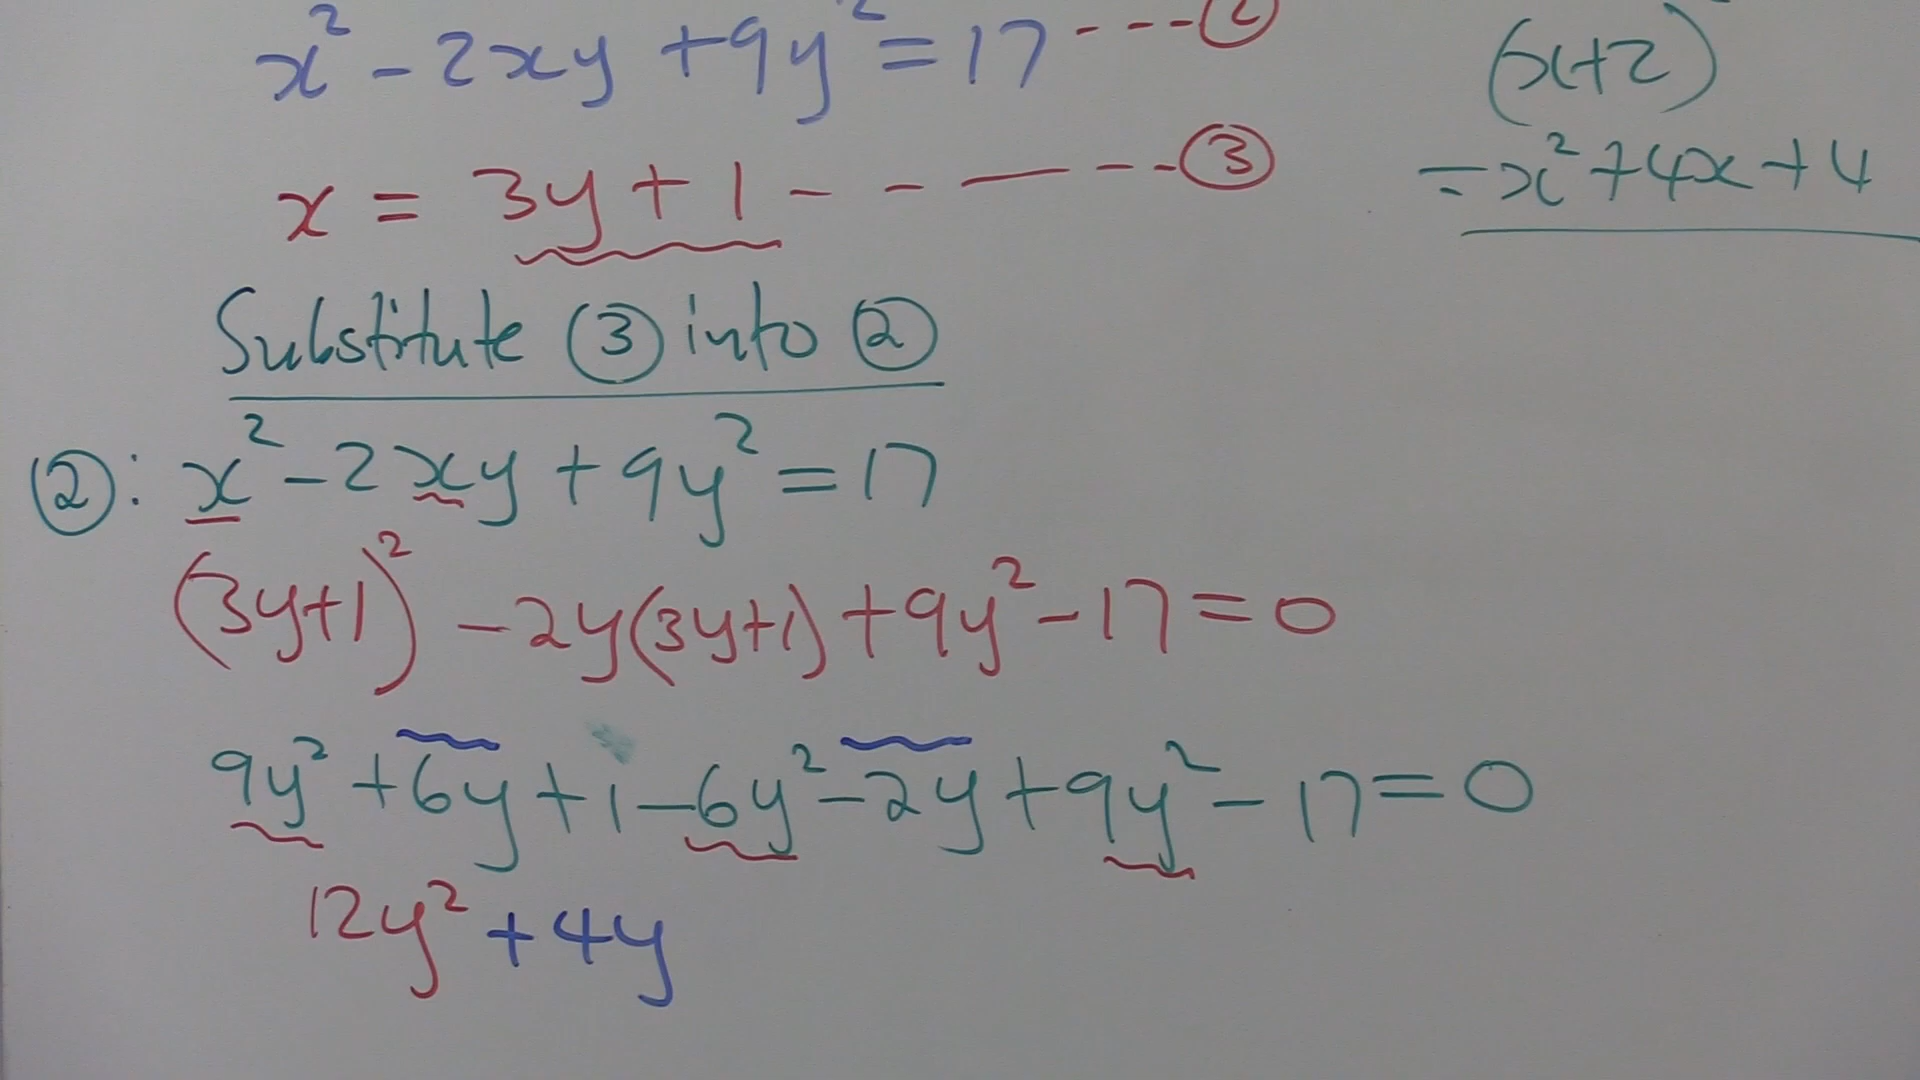 x² - 2xy + 9y² = 17 - - - - ②
x = 3y + 1 - - — - - - ③
(x+2)
= x² + 4x + 4
Substitute ③ into ②
②: x² - 2xy + 9y² = 17
(3y+1)² - 2y(3y+1) + 9y² - 17 = 0
9y² + 6y + 1 - 6y² - 2y + 9y² - 17 = 0
12y² + 4y